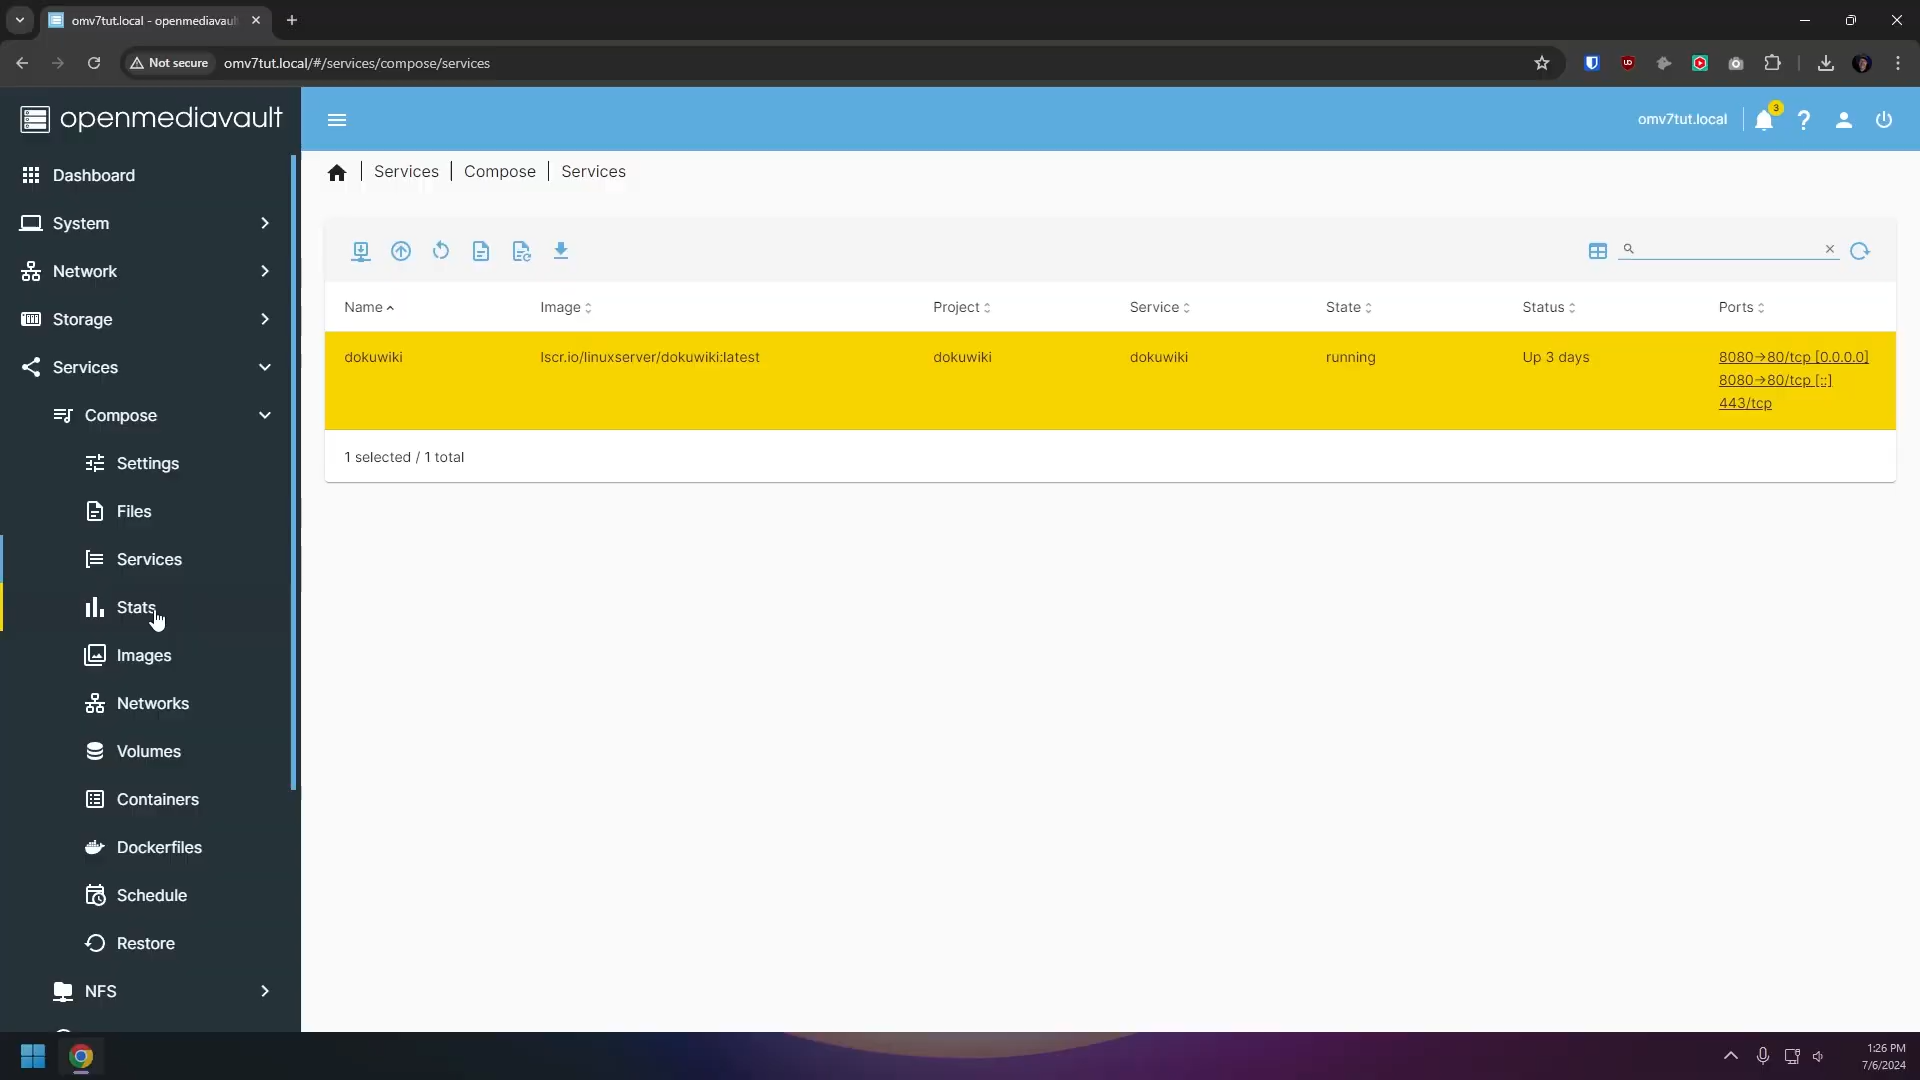 omv7tut.local - openmediavaul
Not secure
omv7tut.local/#/services/compose/services
openmediavault
omv7tut.local
3
Dashboard
System
Network
Storage
Services
Compose
Settings
Files
Services
Stats
Images
Networks
Volumes
Containers
Dockerfiles
Schedule
Restore
NFS
Services | Compose | Services
Name Image Project Service State Status Ports
dokuwiki lscr.io/linuxserver/dokuwiki:latest dokuwiki dokuwiki running Up 3 days 8080→80/tcp [0.0.0.0]
8080→80/tcp [::]
443/tcp
1 selected / 1 total
1:26 PM
7/6/2024